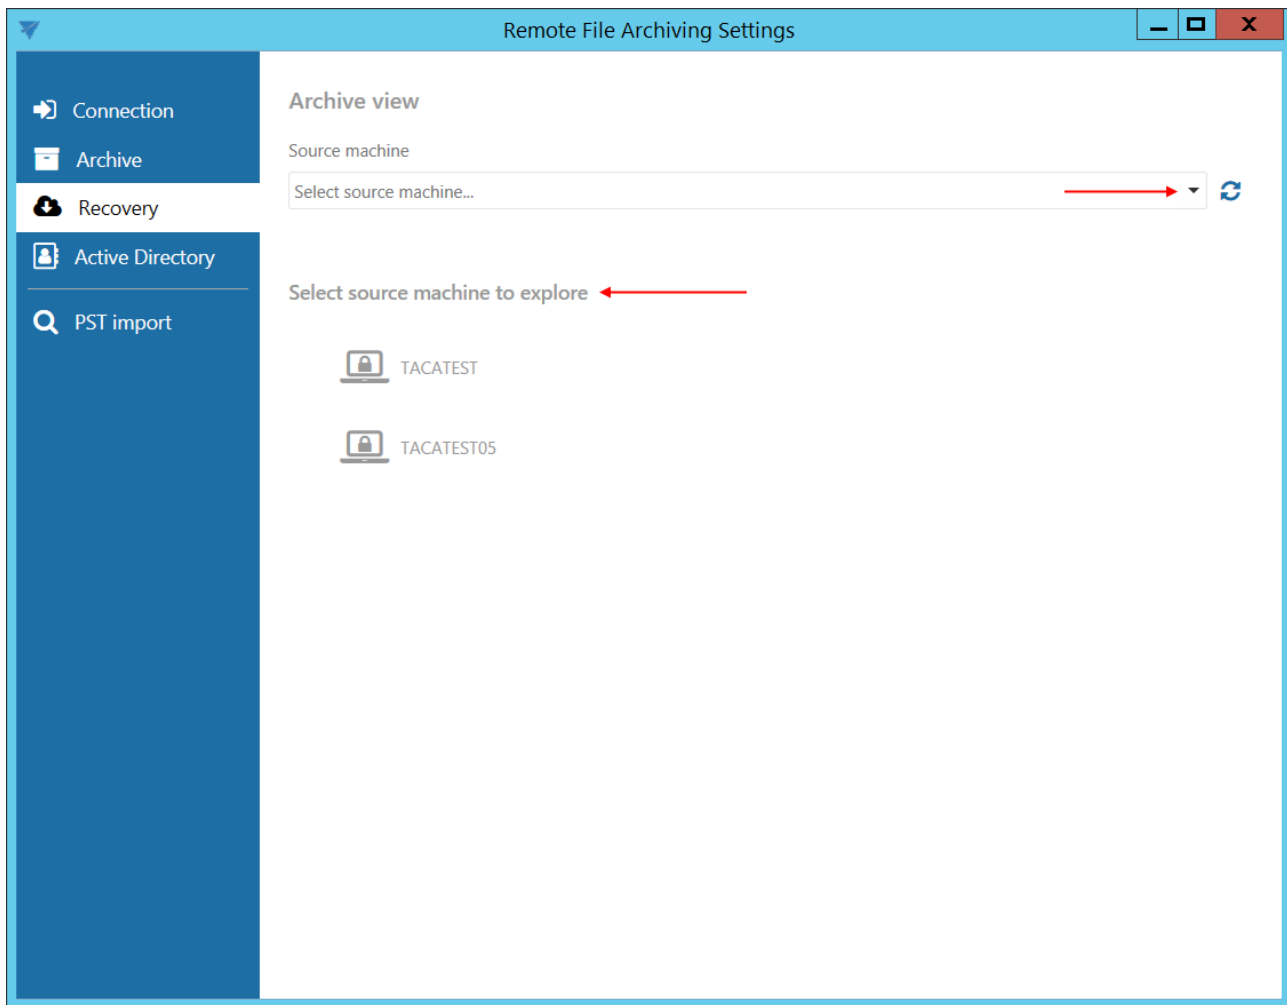 Remote File Archiving Settings
Connection
Archive
Recovery
Active Directory
PST import
Archive view
Source machine
Select source machine...
Select source machine to explore
TACATEST
TACATEST05